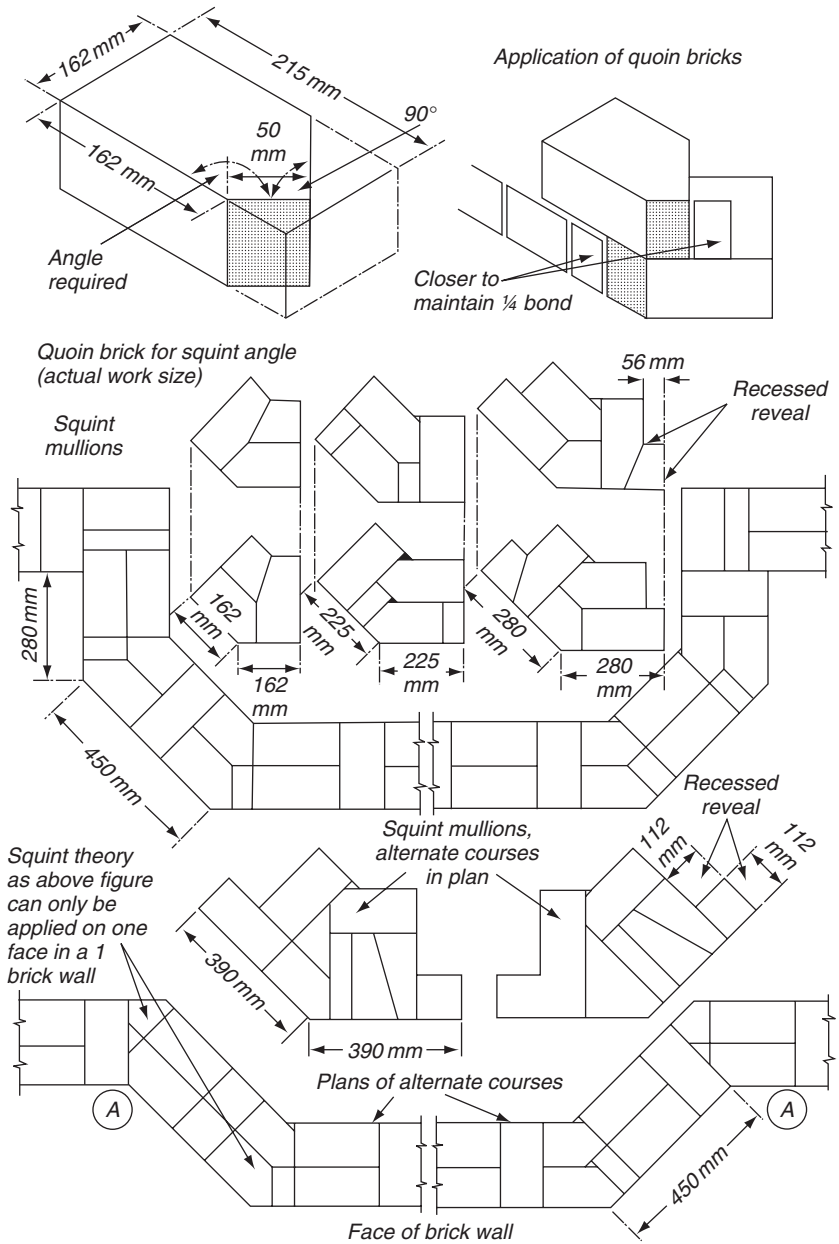 162 mm
215 mm
Application of quoin bricks
50
mm
90°
162 mm
Angle
required
Closer to
maintain ¼ bond
Quoin brick for squint angle
(actual work size)
56 mm
Recessed
reveal
Squint
mullions
280 mm
162
mm
162
mm
225
mm
225
mm
280
mm
280
mm
450 mm
Recessed
reveal
112
mm
112
mm
Squint mullions,
alternate courses
in plan
Squint theory
as above figure
can only be
applied on one
face in a 1
brick wall
390 mm
390 mm
Plans of alternate courses
A
A
450 mm
Face of brick wall